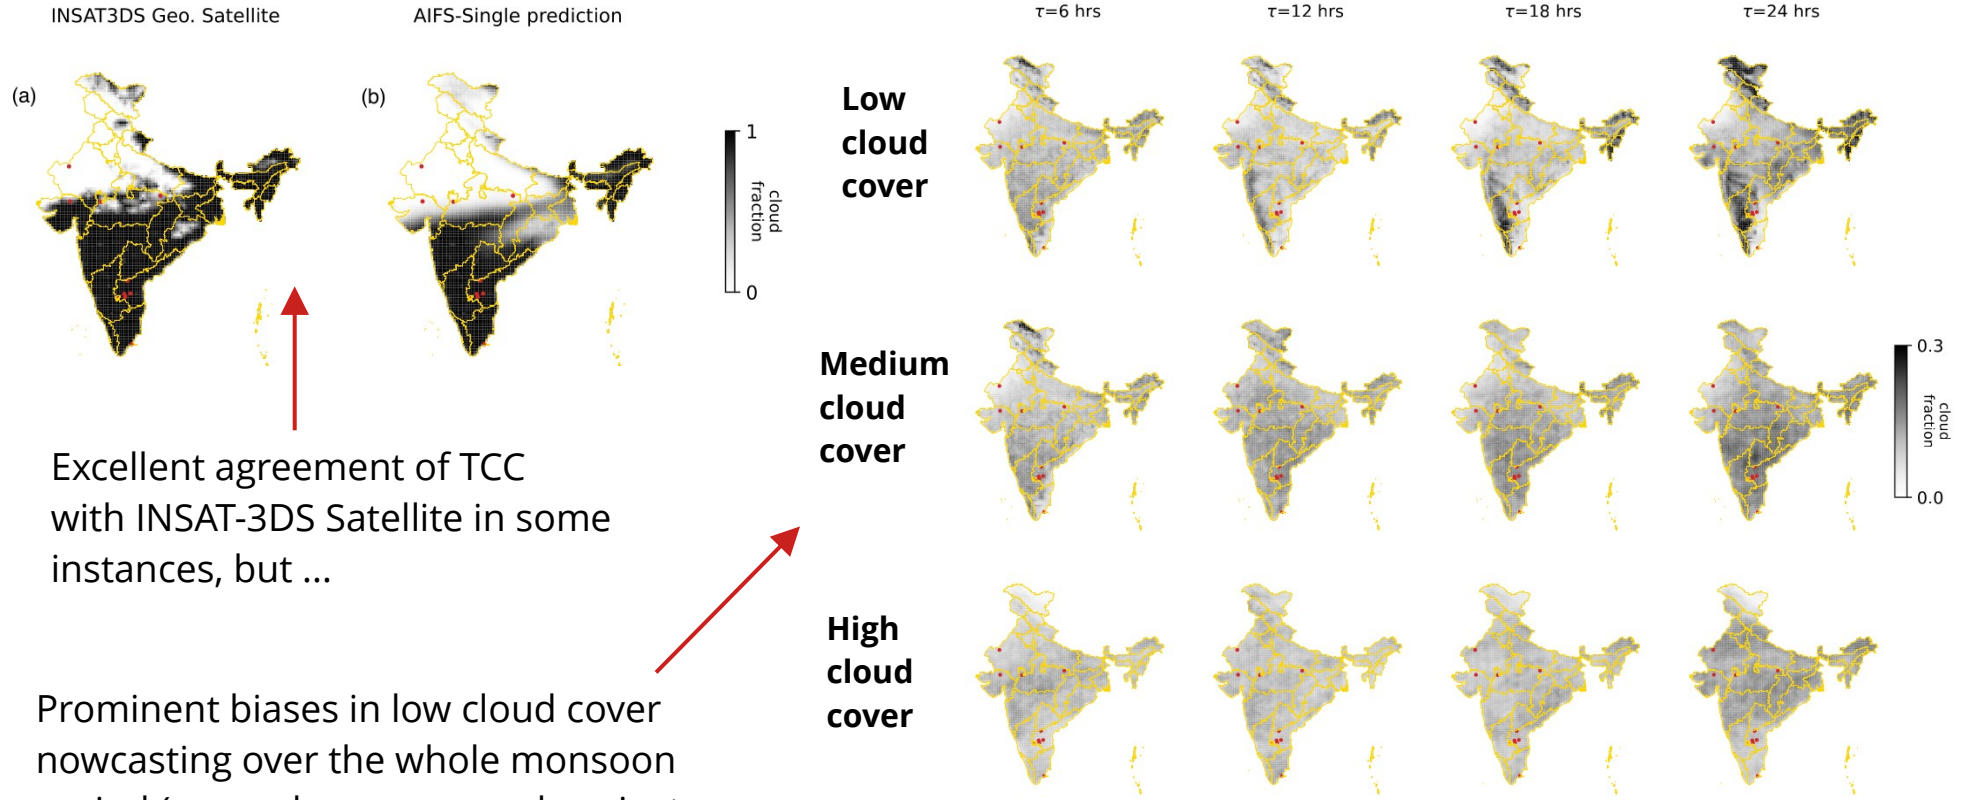 INSAT3DS Geo. Satellite
AIFS-Single prediction
(a)
(b)
1
0
cloud
fraction
Excellent agreement of TCC
with INSAT-3DS Satellite in some
instances, but ...
Prominent biases in low cloud cover
nowcasting over the whole monsoon
τ=6 hrs
τ=12 hrs
τ=18 hrs
τ=24 hrs
Low
cloud
cover
Medium
cloud
cover
High
cloud
cover
0.3
0.0
cloud
fraction